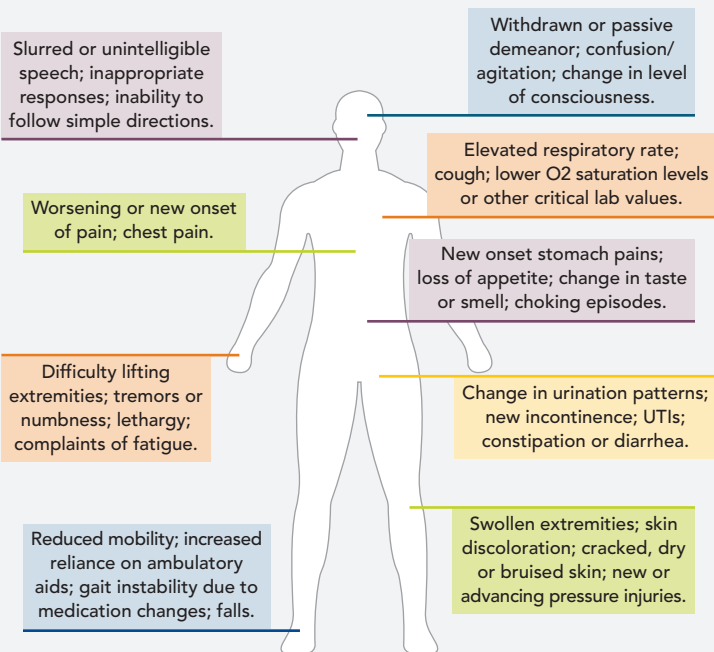 Slurred or unintelligible
speech; inappropriate
responses; inability to
follow simple directions.
Withdrawn or passive
demeanor; confusion/
agitation; change in level
of consciousness.
Elevated respiratory rate;
cough; lower O2 saturation levels
or other critical lab values.
Worsening or new onset
of pain; chest pain.
New onset stomach pains;
loss of appetite; change in taste
or smell; choking episodes.
Difficulty lifting
extremities; tremors or
numbness; lethargy;
complaints of fatigue.
Change in urination patterns;
new incontinence; UTIs;
constipation or diarrhea.
Reduced mobility; increased
reliance on ambulatory
aids; gait instability due to
medication changes; falls.
Swollen extremities; skin
discoloration; cracked, dry
or bruised skin; new or
advancing pressure injuries.